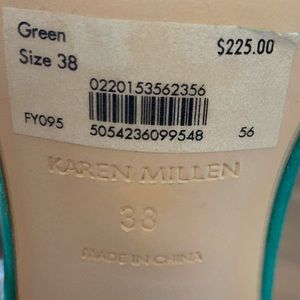 Green
$225.00
Size 38
0220153562356
FY095
5054236099548
56
KAREN MILLEN
38
MADE IN CHINA